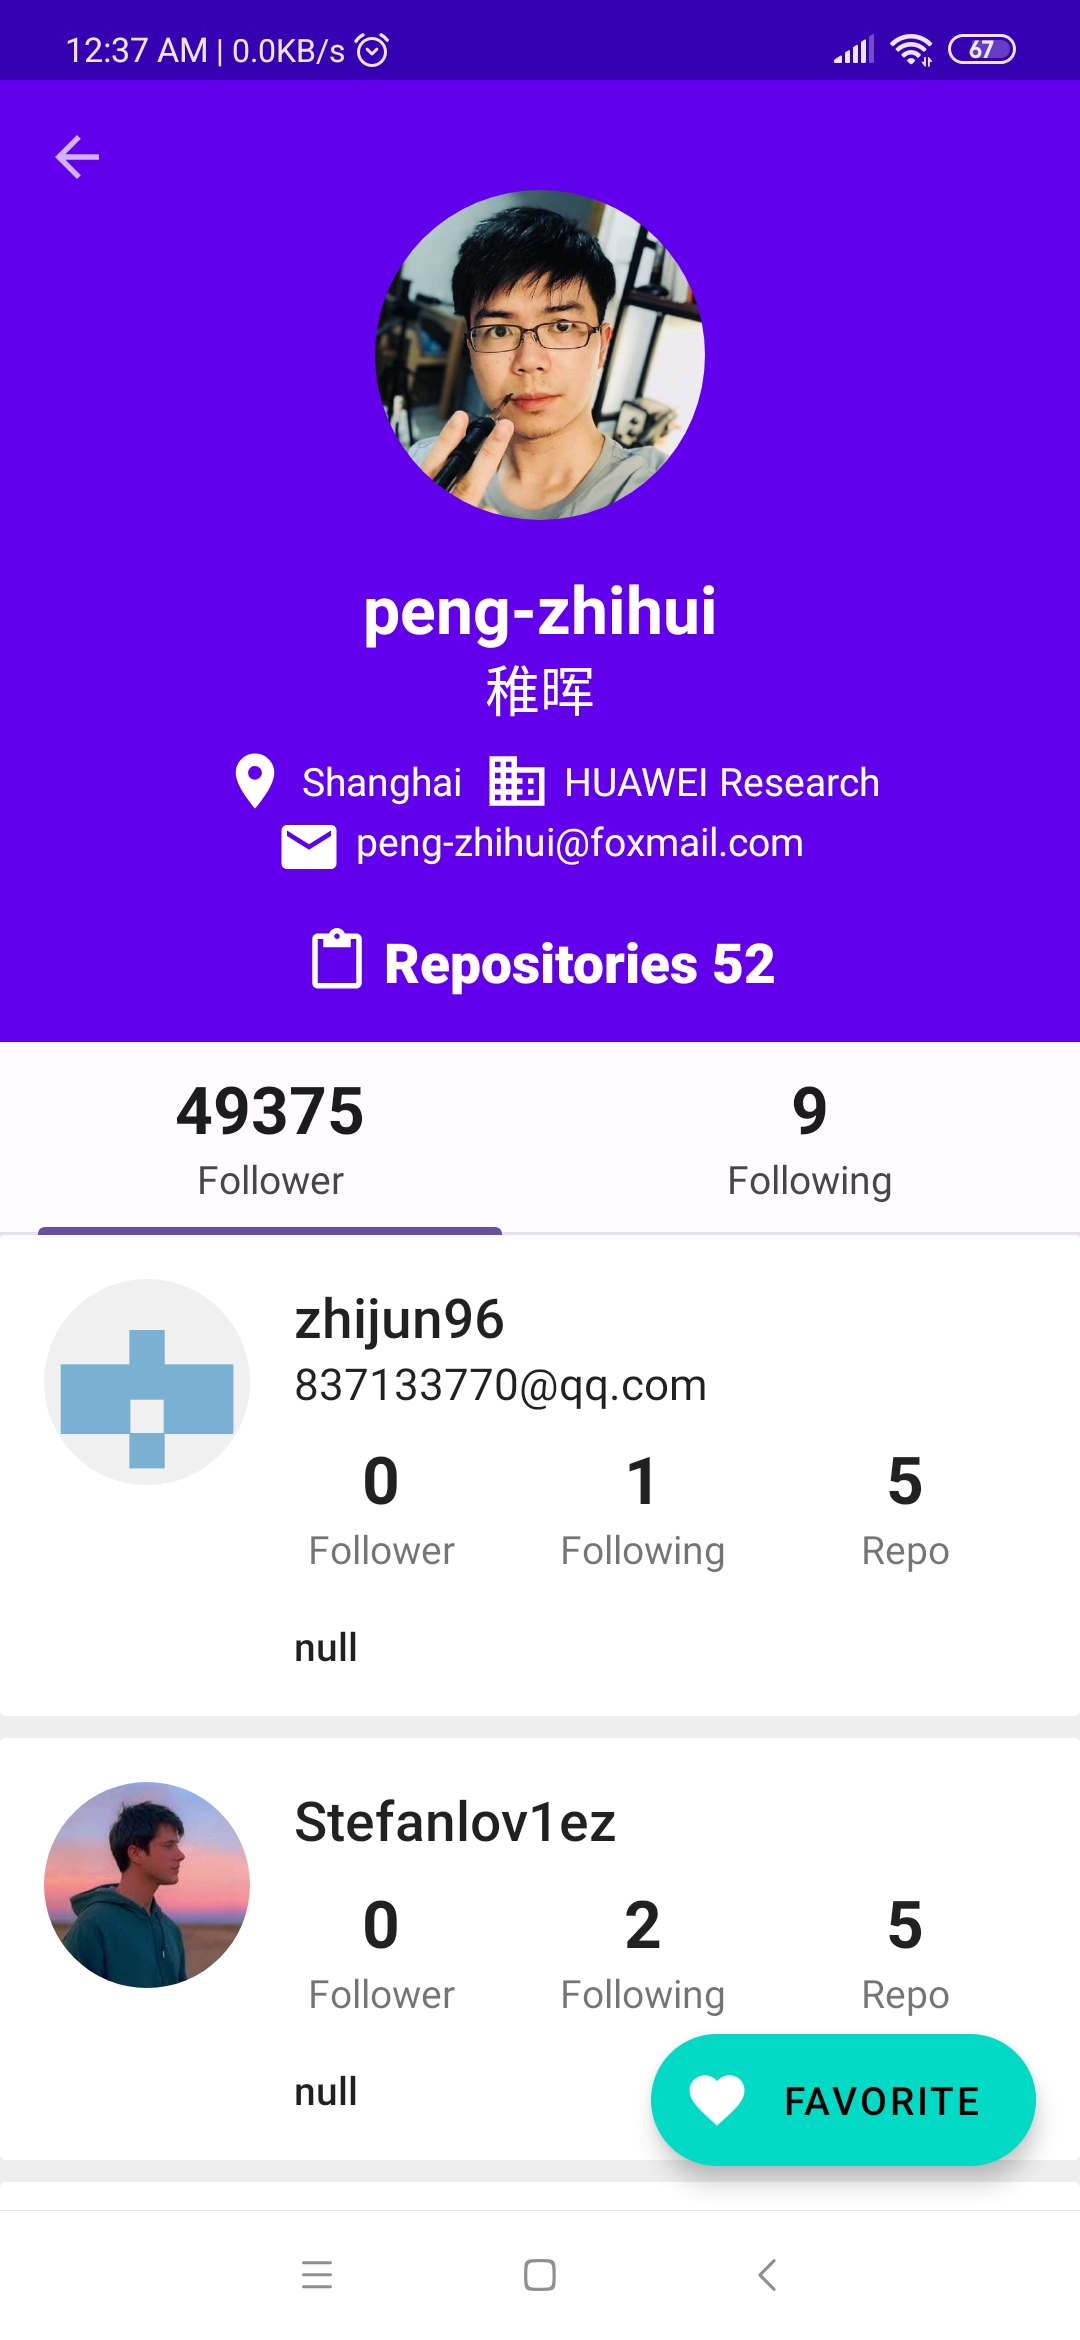 12:37 AM | 0.0KB/s
67
peng-zhihui
稚晖
Shanghai HUAWEI Research
peng-zhihui@foxmail.com
Repositories 52
49375 9
Follower Following
zhijun96
837133770@qq.com
0 1 5
Follower Following Repo
null
Stefanlov1ez
0 2 5
Follower Following Repo
null
FAVORITE